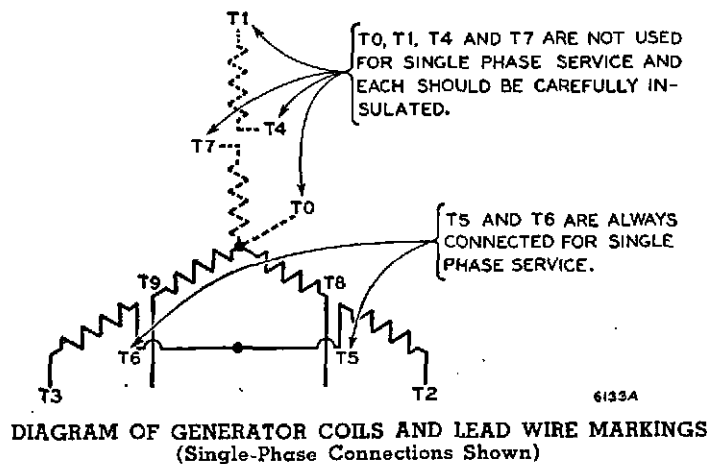 T1
T0, T1, T4 AND T7 ARE NOT USED
FOR SINGLE PHASE SERVICE AND
EACH SHOULD BE CAREFULLY IN-
SULATED.
T4
T7
T0
T5 AND T6 ARE ALWAYS
CONNECTED FOR SINGLE
PHASE SERVICE.
T9
T8
T6
T5
T3
T2
6133A
DIAGRAM OF GENERATOR COILS AND LEAD WIRE MARKINGS
(Single-Phase Connections Shown)